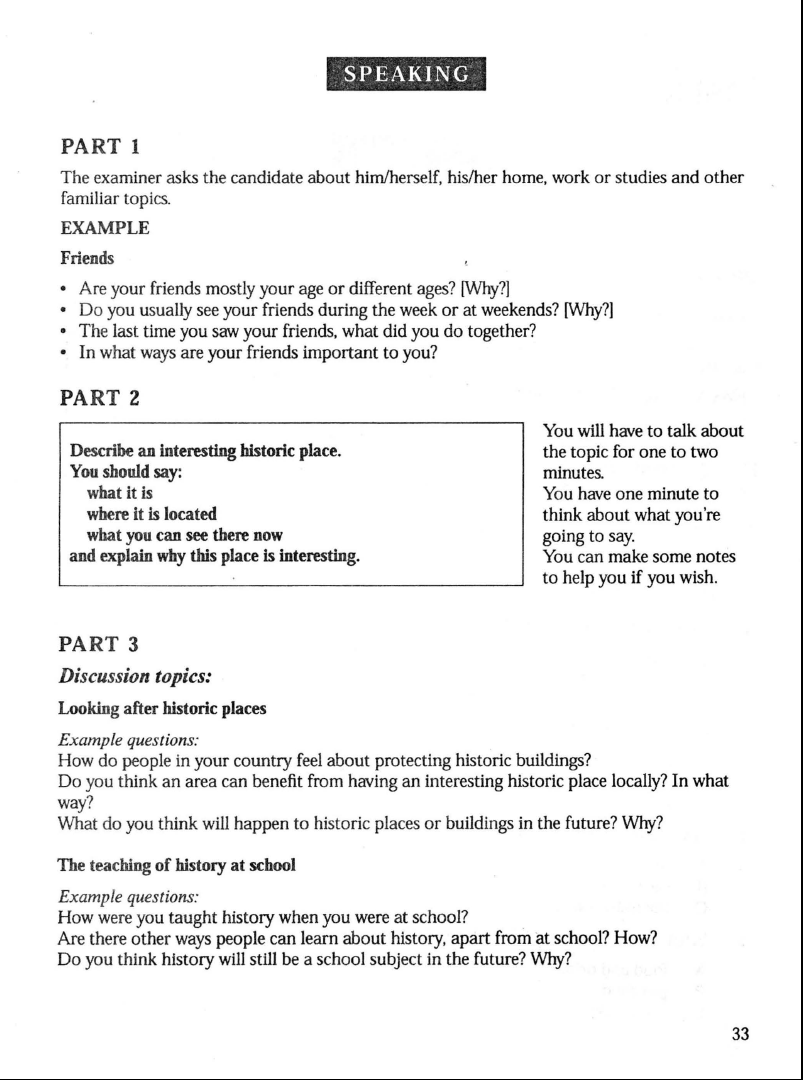 SPEAKING
PART 1
The examiner asks the candidate about him/herself, his/her home, work or studies and other
familiar topics.
EXAMPLE
Friends
• Are your friends mostly your age or different ages? [Why?]
• Do you usually see your friends during the week or at weekends? [Why?]
• The last time you saw your friends, what did you do together?
• In what ways are your friends important to you?
PART 2
Describe an interesting historic place.
You should say:
what it is
where it is located
what you can see there now
and explain why this place is interesting.
You will have to talk about
the topic for one to two
minutes.
You have one minute to
think about what you're
going to say.
You can make some notes
to help you if you wish.
PART 3
Discussion topics:
Looking after historic places
Example questions:
How do people in your country feel about protecting historic buildings?
Do you think an area can benefit from having an interesting historic place locally? In what
way?
What do you think will happen to historic places or buildings in the future? Why?
The teaching of history at school
Example questions:
How were you taught history when you were at school?
Are there other ways people can learn about history, apart from at school? How?
Do you think history will still be a school subject in the future? Why?
33